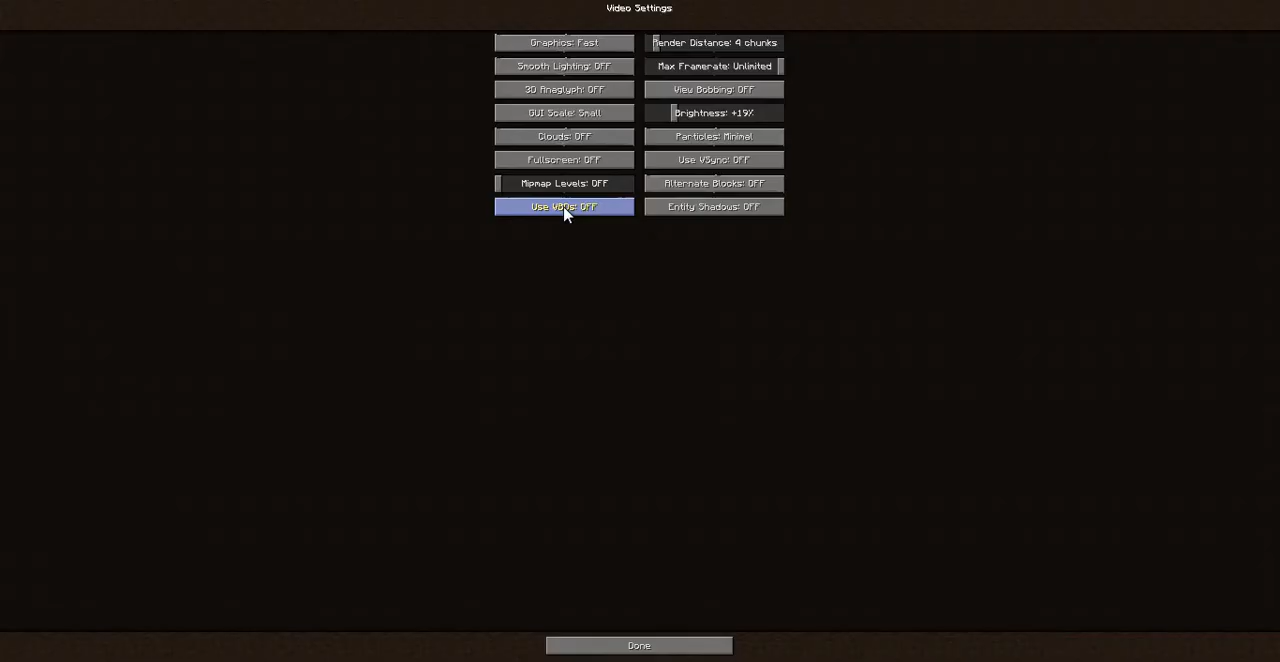 Video Settings
Graphics: Fast
Render Distance: 4 chunks
Smooth Lighting: OFF
Max Framerate: Unlimited
3D Anaglyph: OFF
View Bobbing: OFF
GUI Scale: Small
Brightness: +19%
Clouds: OFF
Particles: Minimal
Fullscreen: OFF
Use VSync: OFF
Mipmap Levels: OFF
Alternate Blocks: OFF
Use VBOs: OFF
Entity Shadows: OFF
Done